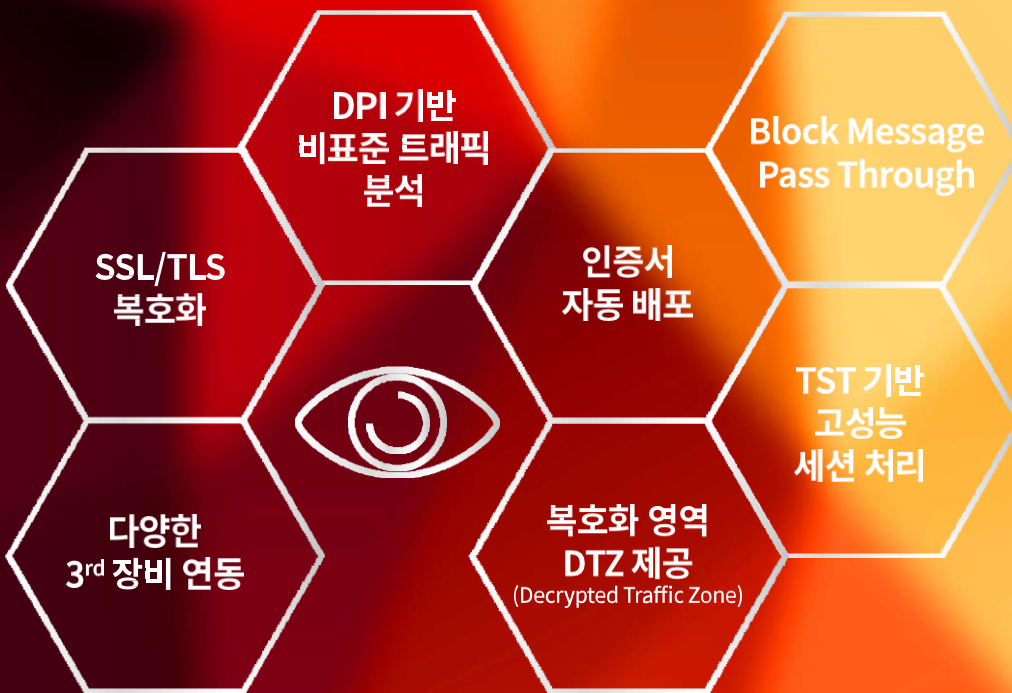 DPI 기반
비표준 트래픽
분석
Block Message
Pass Through
SSL/TLS
복호화
인증서
자동 배포
TST 기반
고성능
세션 처리
다양한
3rd 장비 연동
복호화 영역
DTZ 제공
(Decrypted Traffic Zone)